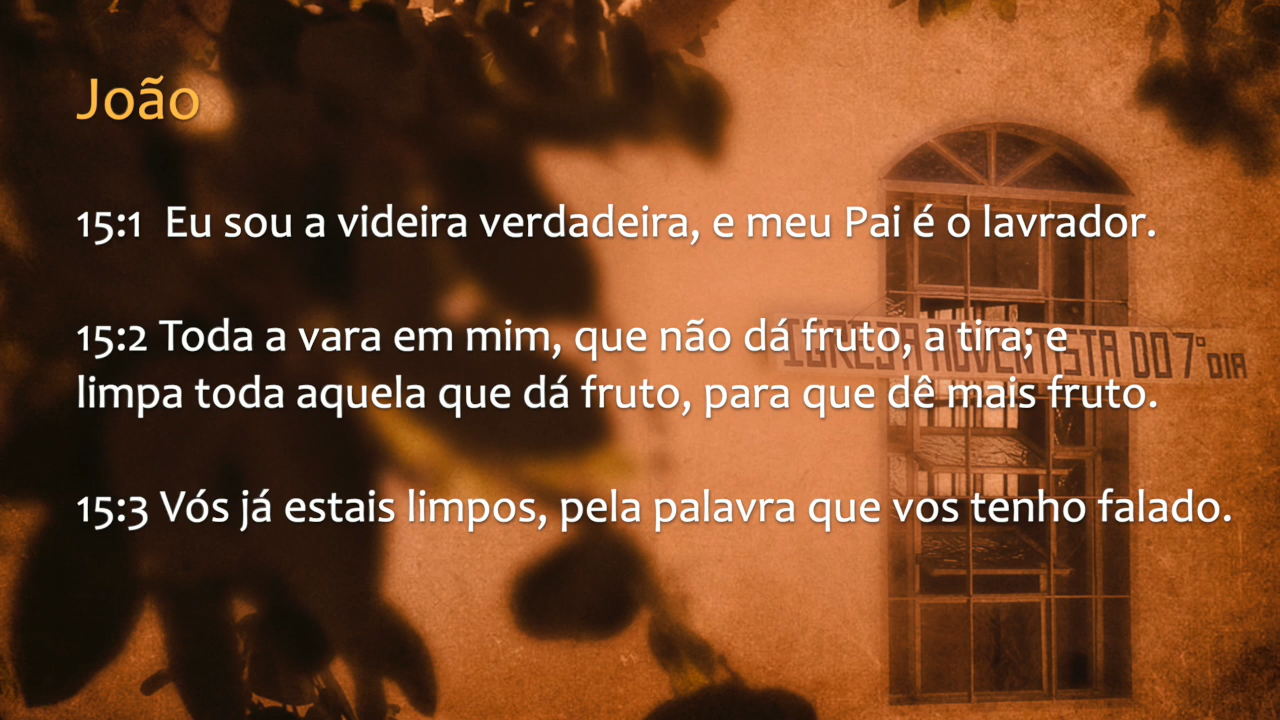 João
15:1 Eu sou a videira verdadeira, e meu Pai é o lavrador.
15:2 Toda a vara em mim, que não dá fruto, a tira; e
limpa toda aquela que dá fruto, para que dê mais fruto.
15:3 Vós já estais limpos, pela palavra que vos tenho falado.
IGREJA ADVENTISTA DO 7° DIA